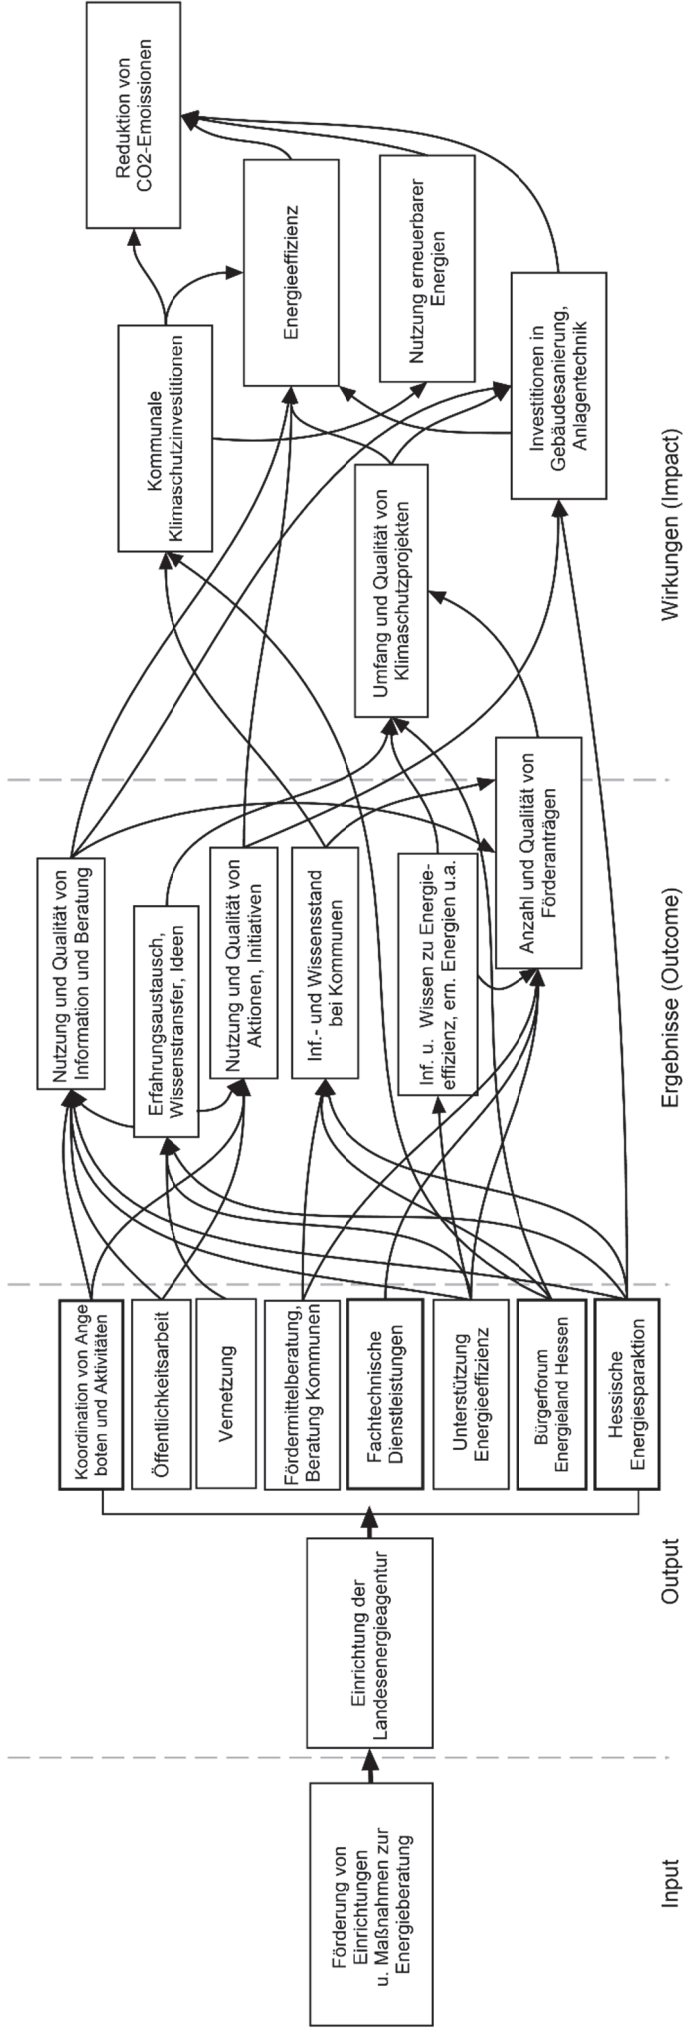 Förderung von
Einrichtungen
u. Maßnahmen zur
Energieberatung
Einrichtung der
Landesenergieagentur
Koordination von Ange
boten und Aktivitäten
Öffentlichkeitsarbeit
Vernetzung
Fördermittelberatung,
Beratung Kommunen
Fachtechnische
Dienstleistungen
Unterstützung
Energieeffizienz
Bürgerforum
Energieland Hessen
Hessische
Energiesparaktion
Nutzung und Qualität von
Information und Beratung
Erfahrungsaustausch,
Wissenstransfer, Ideen
Nutzung und Qualität von
Aktionen, Initiativen
Inf.- und Wissensstand
bei Kommunen
Inf. u. Wissen zu Energie-
effizienz, ern. Energien u.a.
Anzahl und Qualität von
Förderanträgen
Kommunale
Klimaschutzinvestitionen
Umfang und Qualität von
Klimaschutzprojekten
Reduktion von
CO2-Emoissionen
Energieeffizienz
Nutzung erneuerbarer
Energien
Investitionen in
Gebäudesanierung,
Anlagentechnik
Input
Output
Ergebnisse (Outcome)
Wirkungen (Impact)